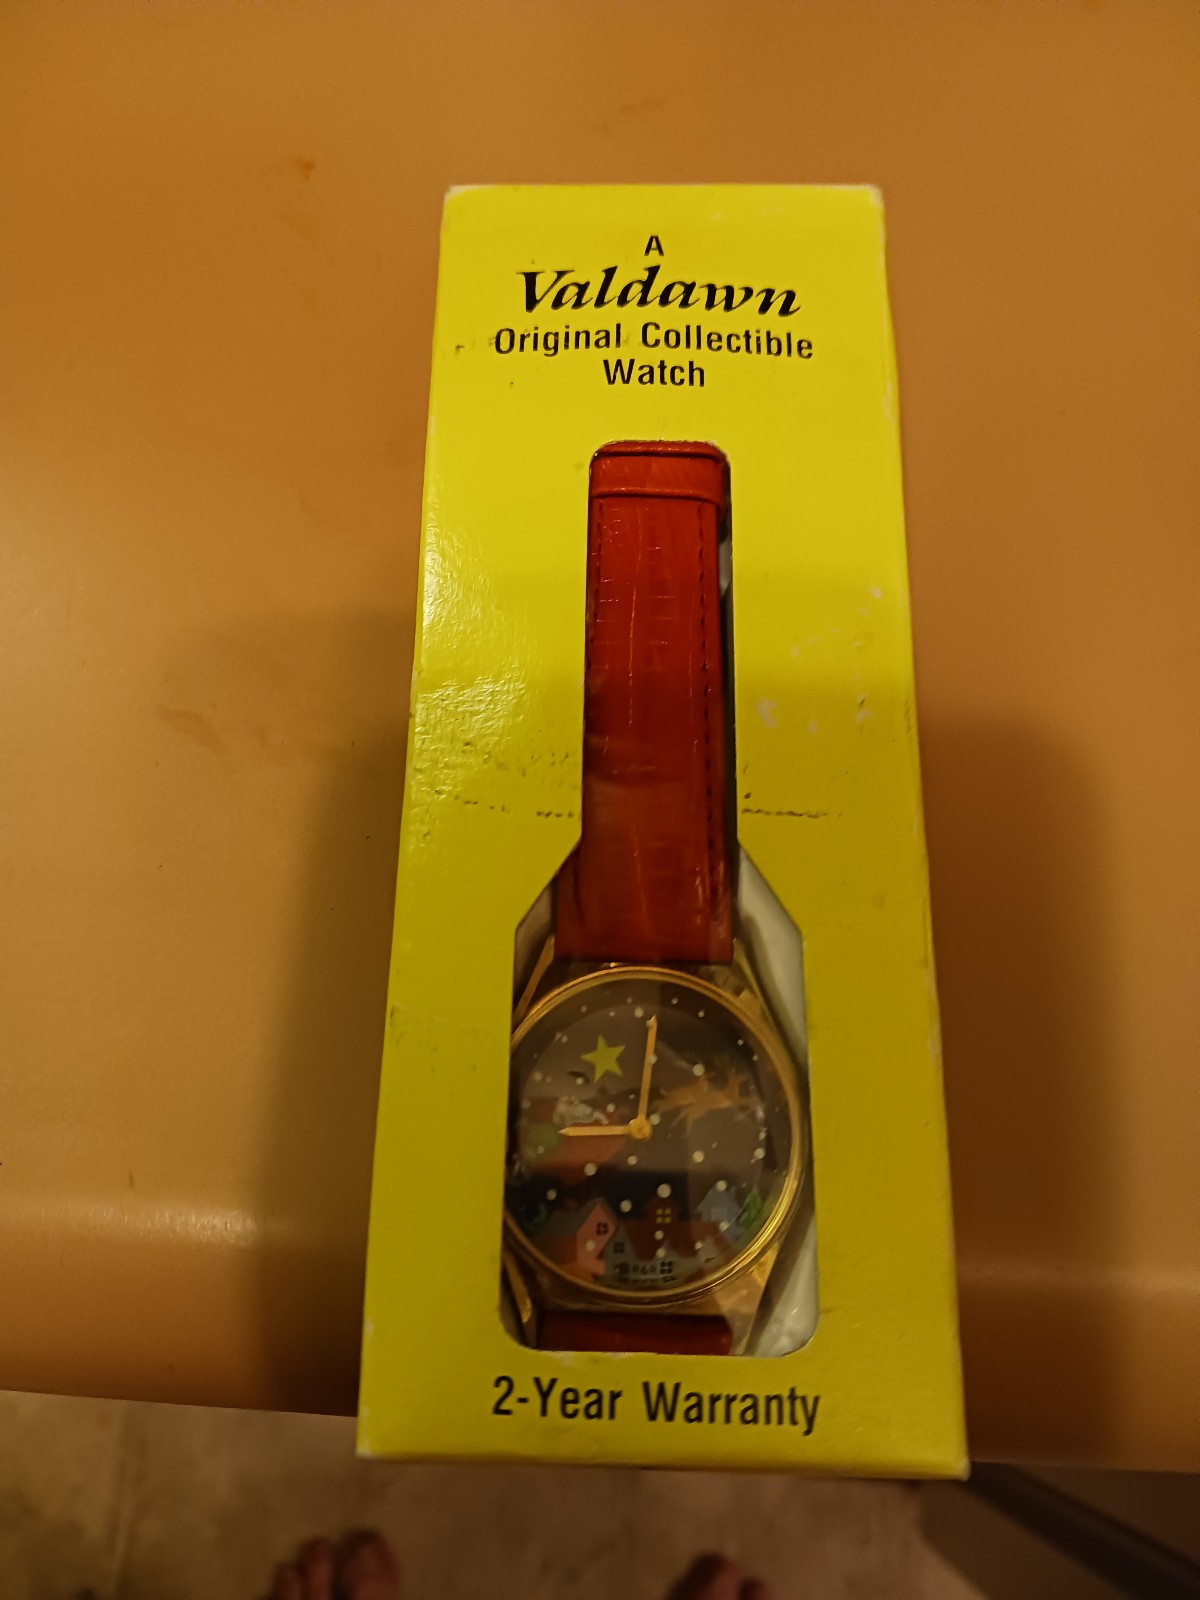 A
Valdawn
Original Collectible
Watch
2-Year Warranty